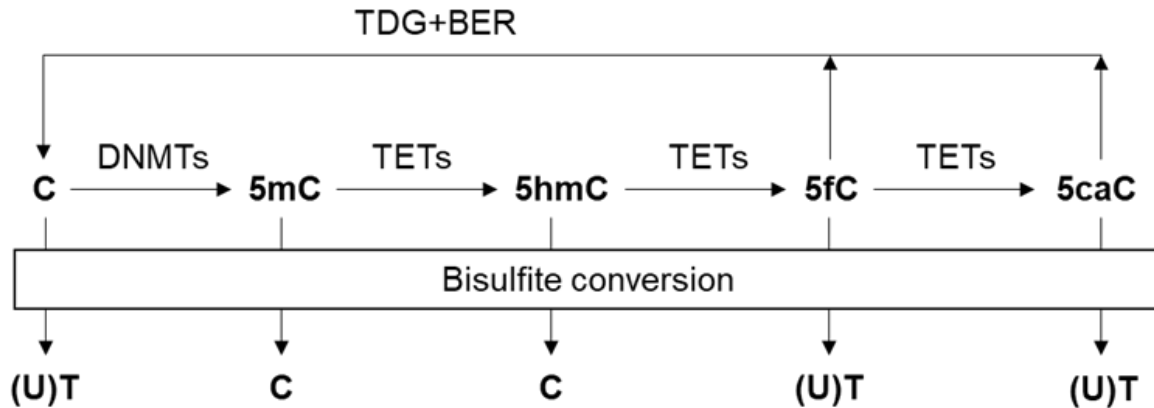 TDG+BER
DNMTs TETs TETs TETs
C 5mC 5hmC 5fC 5caC
Bisulfite conversion
(U)T C C (U)T (U)T